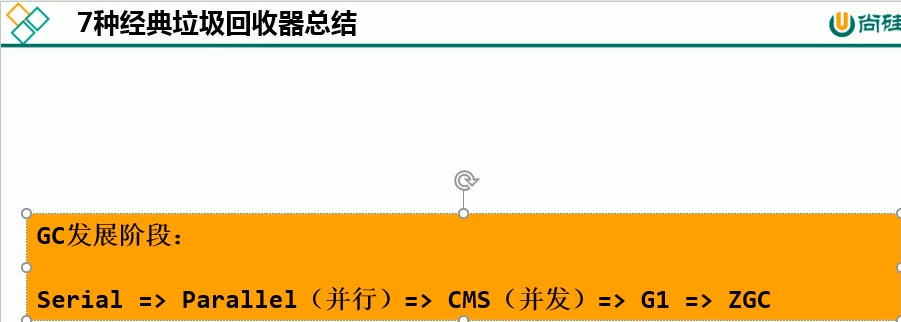 7种经典垃圾回收器总结
尚硅
GC发展阶段：
Serial => Parallel（并行）=> CMS（并发）=> G1 => ZGC